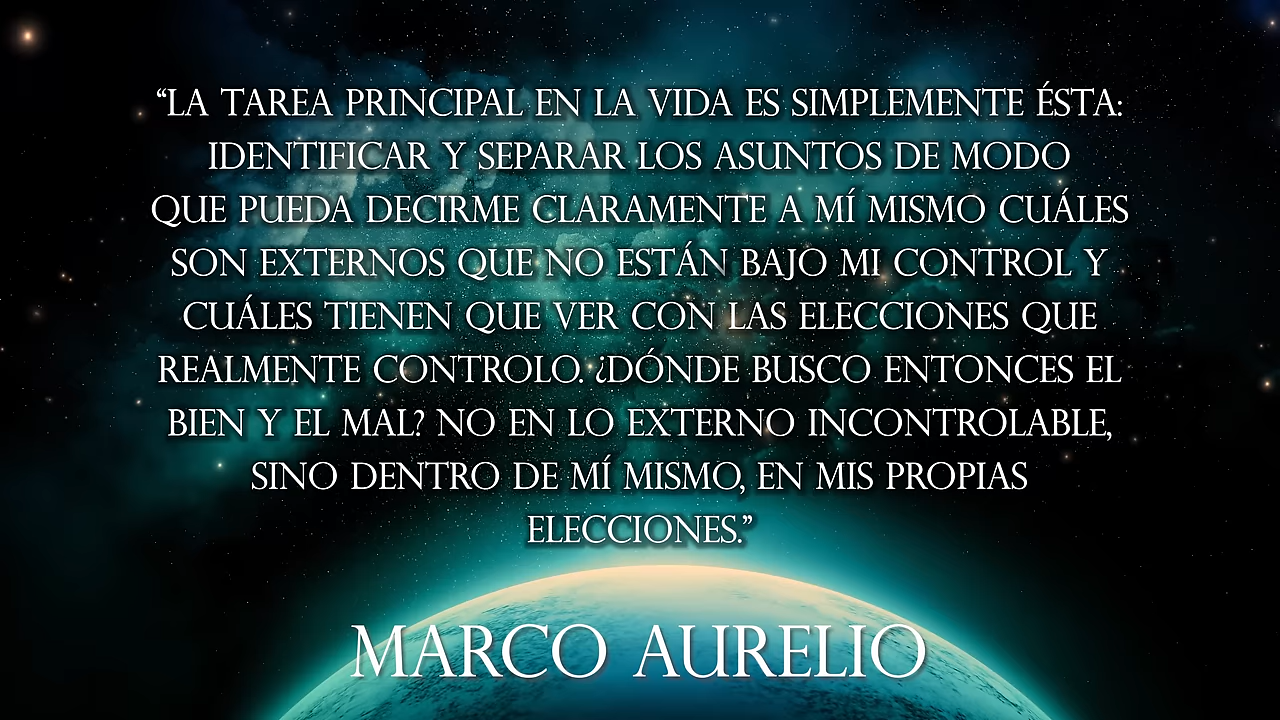 “LA TAREA PRINCIPAL EN LA VIDA ES SIMPLEMENTE ÉSTA:
IDENTIFICAR Y SEPARAR LOS ASUNTOS DE MODO
QUE PUEDA DECIRME CLARAMENTE A MÍ MISMO CUÁLES
SON EXTERNOS QUE NO ESTÁN BAJO MI CONTROL Y
CUÁLES TIENEN QUE VER CON LAS ELECCIONES QUE
REALMENTE CONTROLO. ¿DÓNDE BUSCO ENTONCES EL
BIEN Y EL MAL? NO EN LO EXTERNO INCONTROLABLE,
SINO DENTRO DE MÍ MISMO, EN MIS PROPIAS
ELECCIONES.”
MARCO AURELIO